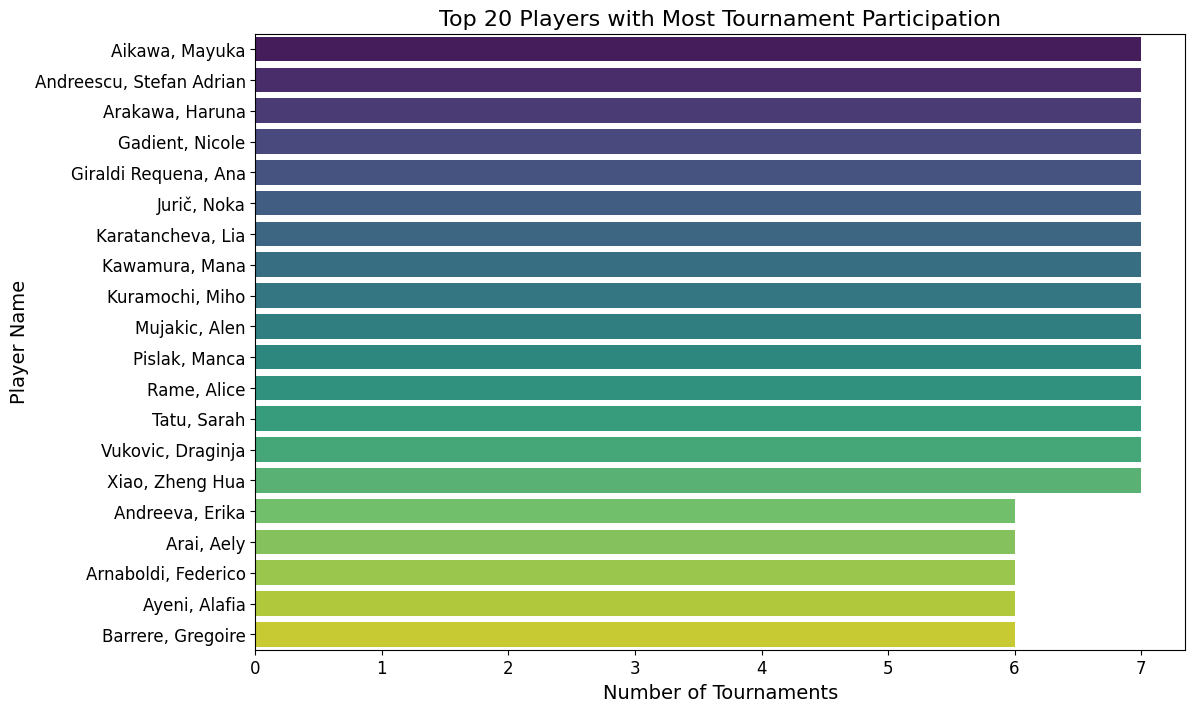 Top 20 Players with Most Tournament Participation
Player Name
Aikawa, Mayuka
Andreescu, Stefan Adrian
Arakawa, Haruna
Gadient, Nicole
Giraldi Requena, Ana
Jurič, Noka
Karatancheva, Lia
Kawamura, Mana
Kuramochi, Miho
Mujakic, Alen
Pislak, Manca
Rame, Alice
Tatu, Sarah
Vukovic, Draginja
Xiao, Zheng Hua
Andreeva, Erika
Arai, Aely
Arnaboldi, Federico
Ayeni, Alafia
Barrere, Gregoire
0 1 2 3 4 5 6 7
Number of Tournaments